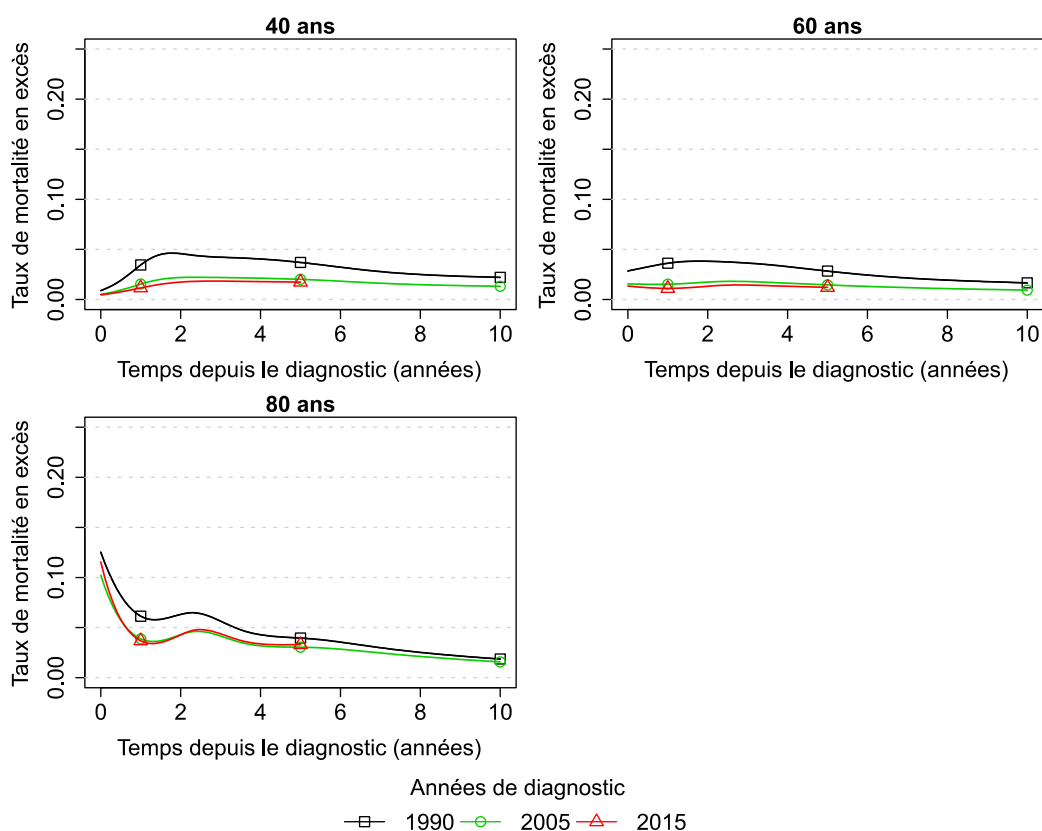 40 ans
Taux de mortalité en excès
0.00
0.10
0.20
0 2 4 6 8 10
Temps depuis le diagnostic (années)
60 ans
Taux de mortalité en excès
0.00
0.10
0.20
0 2 4 6 8 10
Temps depuis le diagnostic (années)
80 ans
Taux de mortalité en excès
0.00
0.10
0.20
0 2 4 6 8 10
Temps depuis le diagnostic (années)
Années de diagnostic
1990 2005 2015